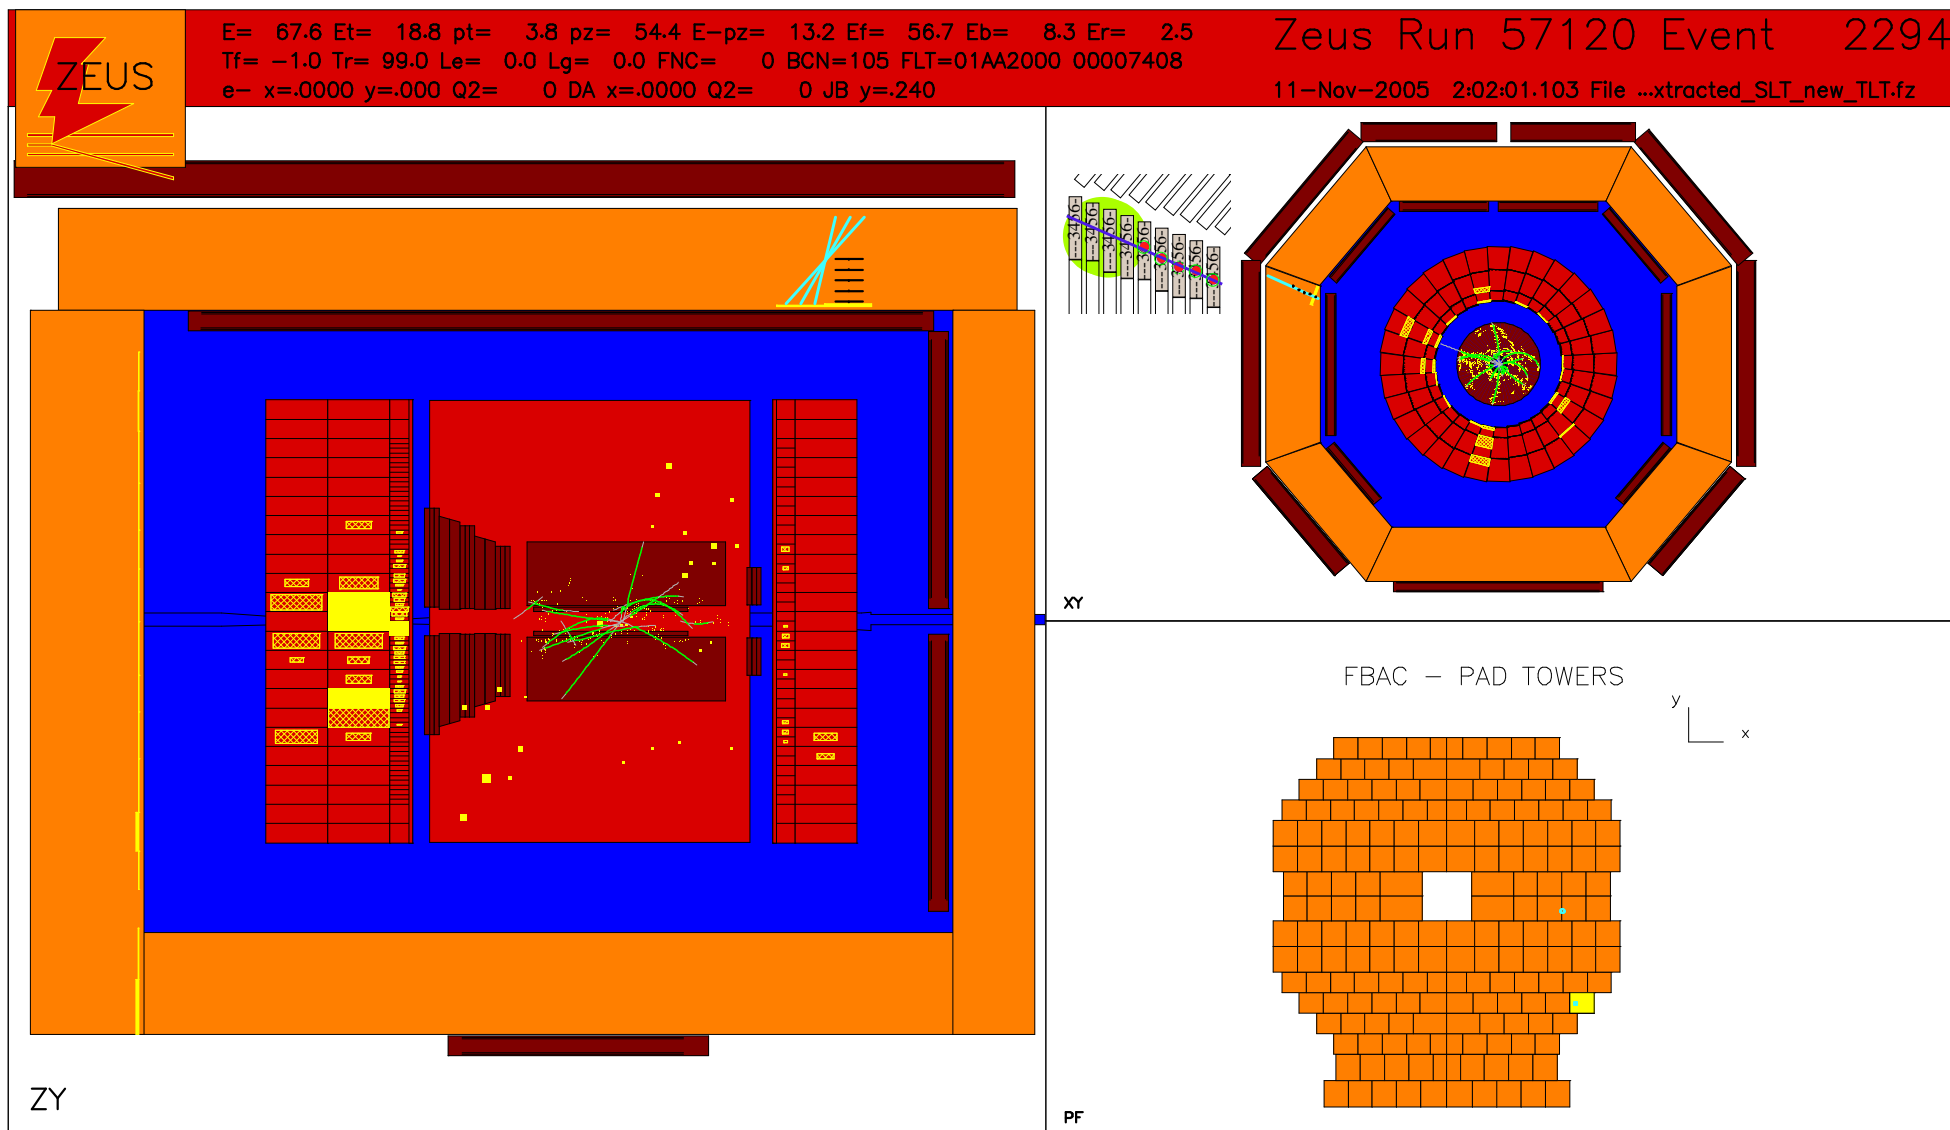 ZEUS
E= 67.6 Et= 18.8 pt= 3.8 pz= 54.4 E-pz= 13.2 Ef= 56.7 Eb= 8.3 Er= 2.5
Tf= -1.0 Tr= 99.0 Le= 0.0 Lg= 0.0 FNC= 0 BCN=105 FLT=01AA2000 00007408
e- x=.0000 y=.000 Q2= 0 DA x=.0000 Q2= 0 JB y=.240
Zeus Run 57120 Event 2294
11-Nov-2005 2:02:01.103 File ...xtracted_SLT_new_TLT.fz
XY
FBAC - PAD TOWERS
y
x
ZY
PF